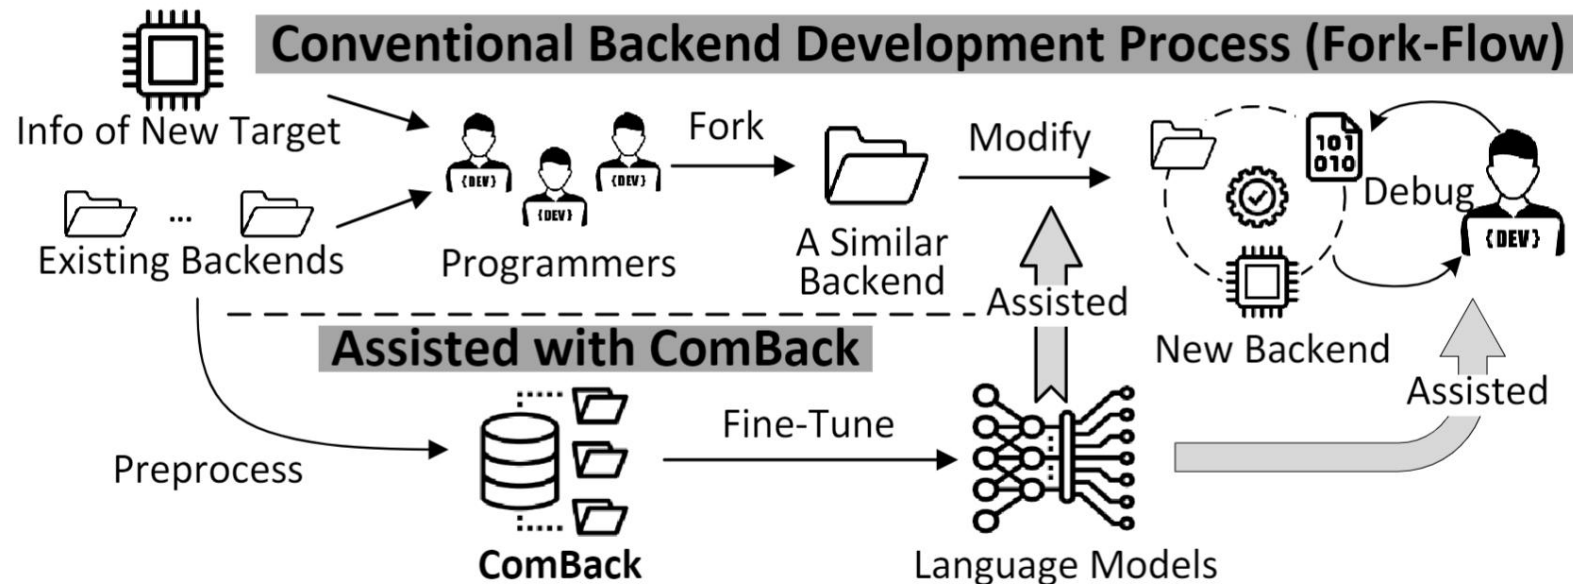 Conventional Backend Development Process (Fork-Flow)
Info of New Target
...
Existing Backends
{DEV}
{DEV}
{DEV}
Programmers
Fork
A Similar
Backend
Modify
101
010
Debug
{DEV}
New Backend
Assisted
Assisted
Assisted with ComBack
Preprocess
ComBack
Fine-Tune
Language Models